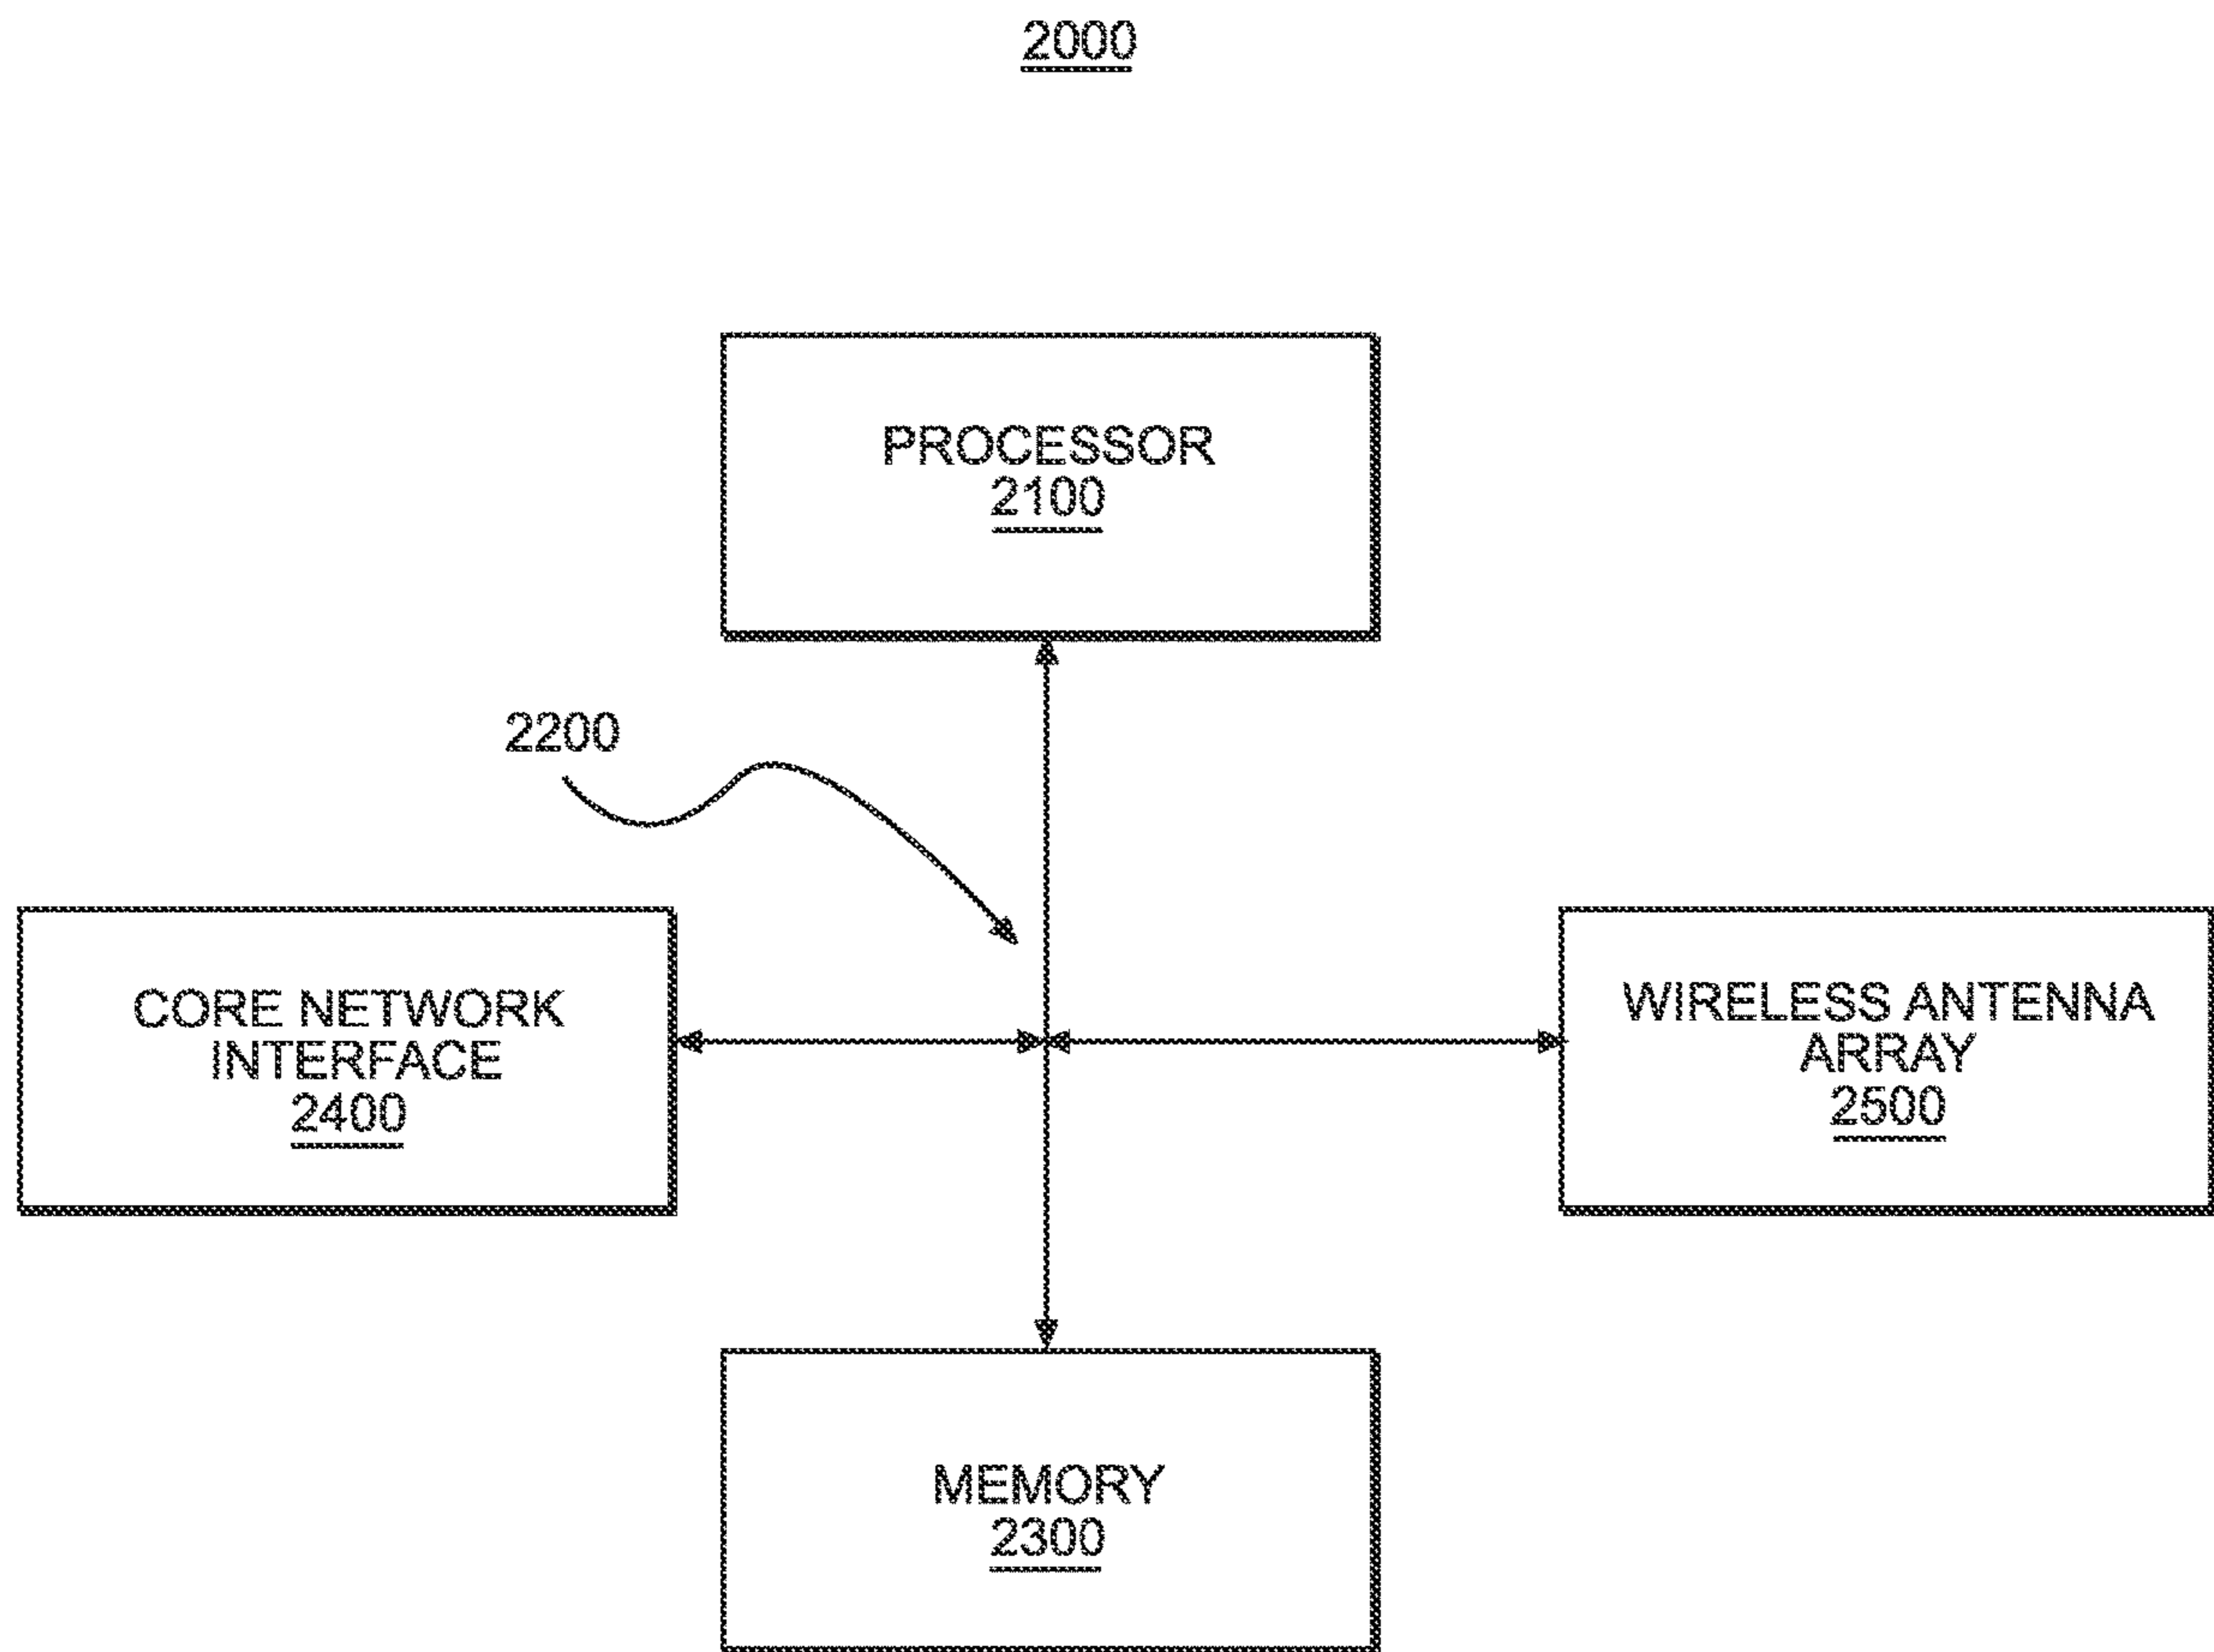 2000
PROCESSOR
2100
2200
CORE NETWORK
INTERFACE
2400
WIRELESS ANTENNA
ARRAY
2500
MEMORY
2300